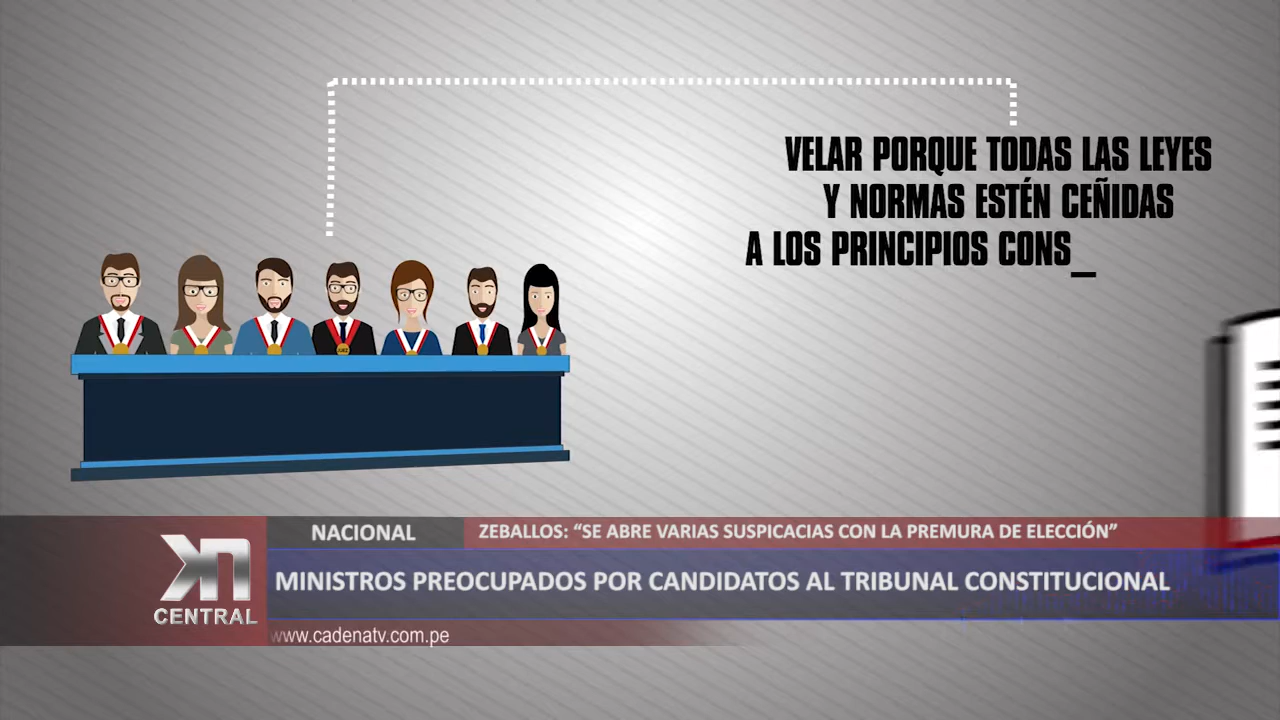 VELAR PORQUE TODAS LAS LEYES
Y NORMAS ESTÉN CEÑIDAS
A LOS PRINCIPIOS CONS_
NACIONAL
ZEBALLOS: “SE ABRE VARIAS SUSPICACIAS CON LA PREMURA DE ELECCIÓN”
MINISTROS PREOCUPADOS POR CANDIDATOS AL TRIBUNAL CONSTITUCIONAL
CENTRAL
www.cadenatv.com.pe